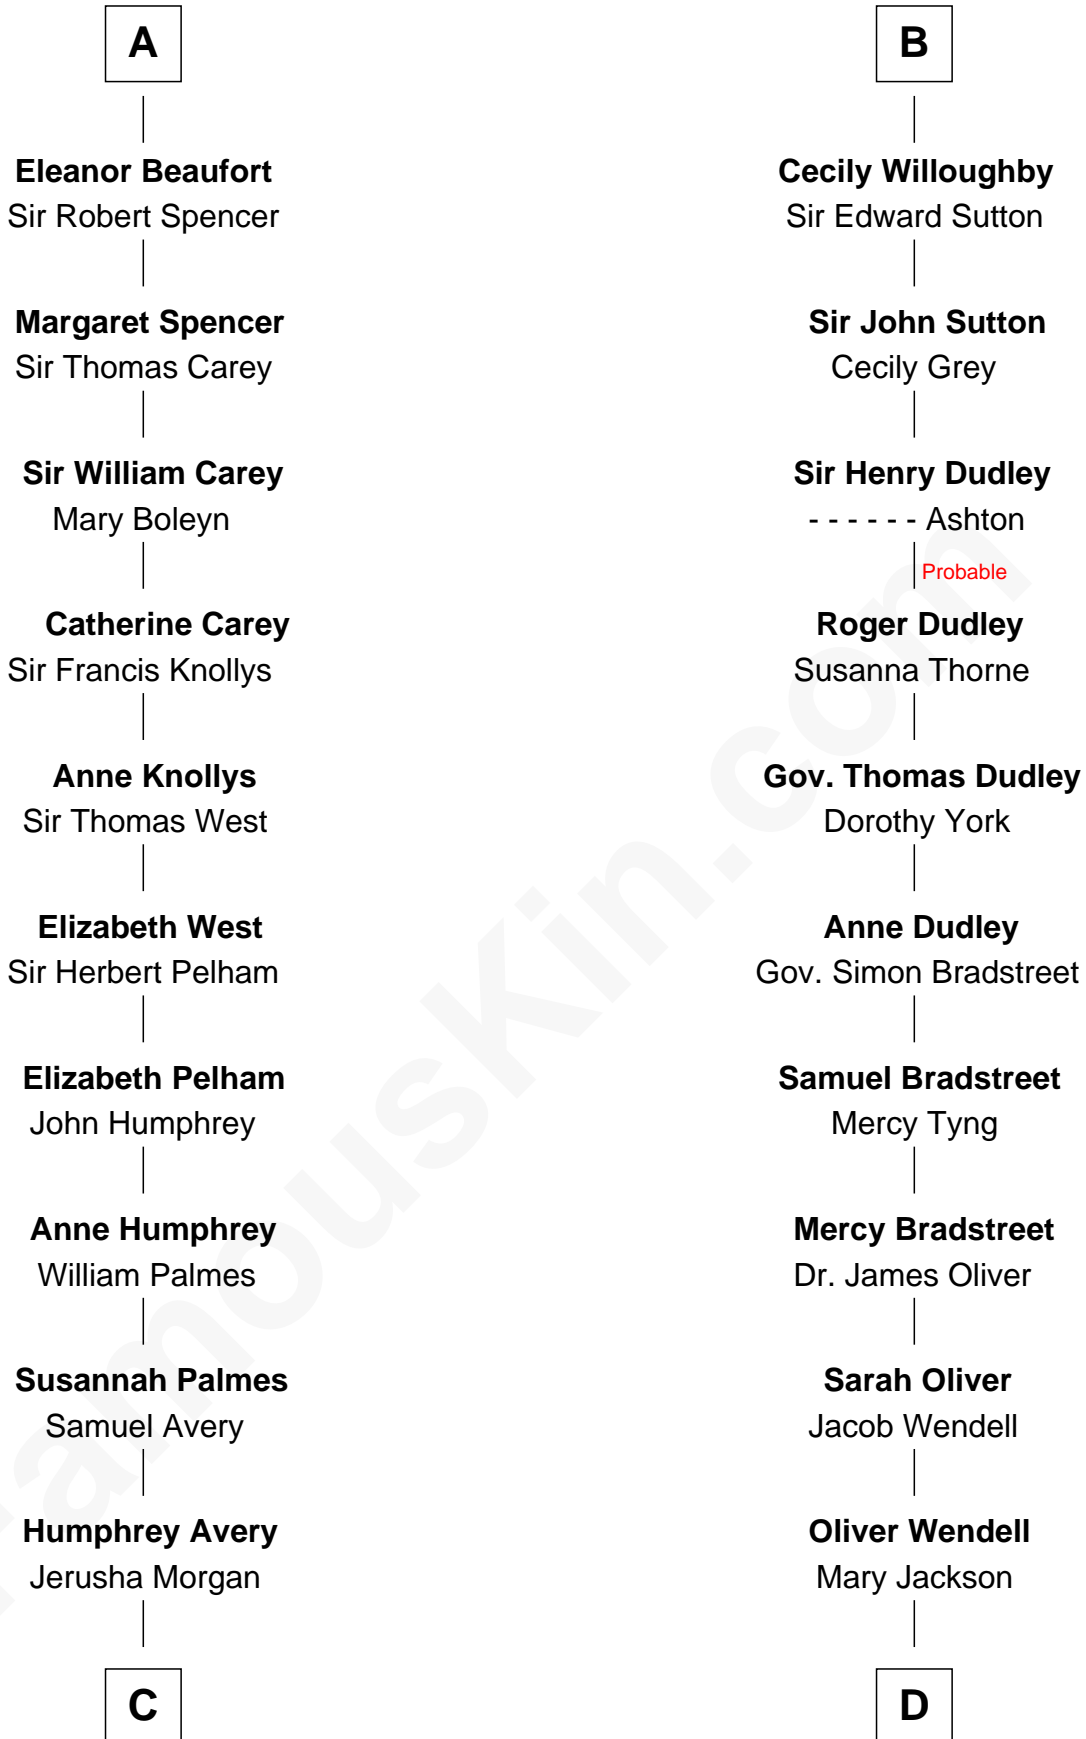 A
Eleanor Beaufort
Sir Robert Spencer
Margaret Spencer
Sir Thomas Carey
Sir William Carey
Mary Boleyn
Catherine Carey
Sir Francis Knollys
Anne Knollys
Sir Thomas West
Elizabeth West
Sir Herbert Pelham
Elizabeth Pelham
John Humphrey
Anne Humphrey
William Palmes
Susannah Palmes
Samuel Avery
Humphrey Avery
Jerusha Morgan
C
B
Cecily Willoughby
Sir Edward Sutton
Sir John Sutton
Cecily Grey
Sir Henry Dudley
- - - - - - Ashton
Probable
Roger Dudley
Susanna Thorne
Gov. Thomas Dudley
Dorothy York
Anne Dudley
Gov. Simon Bradstreet
Samuel Bradstreet
Mercy Tyng
Mercy Bradstreet
Dr. James Oliver
Sarah Oliver
Jacob Wendell
Oliver Wendell
Mary Jackson
D
FamousKin.com